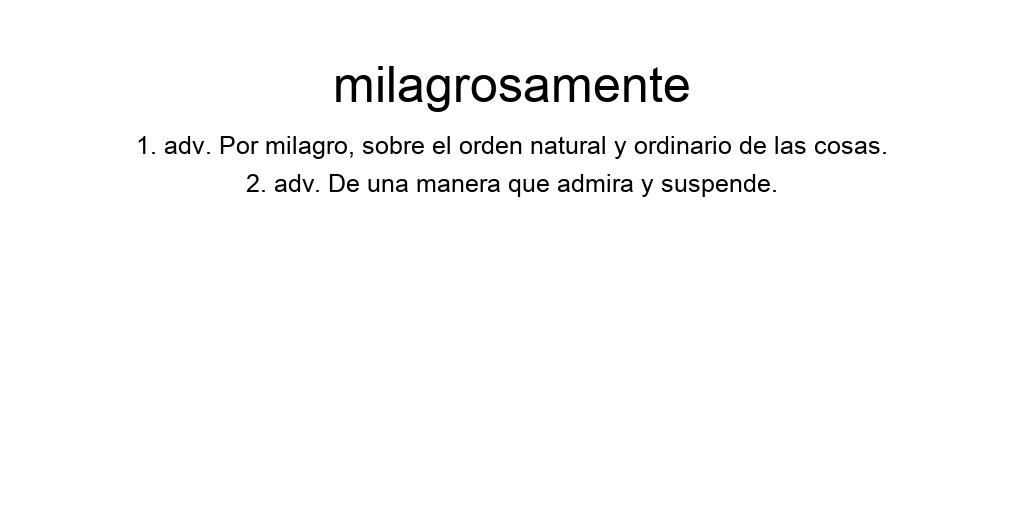 milagrosamente
1. adv. Por milagro, sobre el orden natural y ordinario de las cosas.
2. adv. De una manera que admira y suspende.